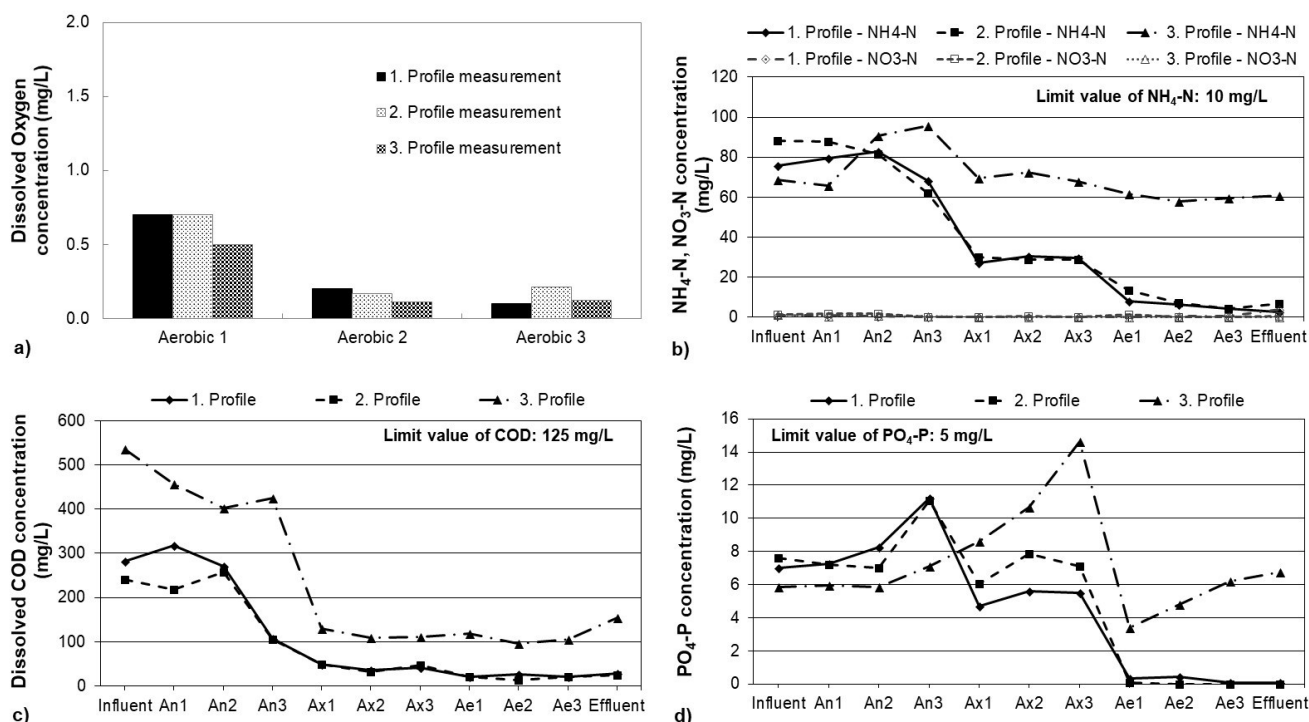 Dissolved Oxygen
concentration (mg/L)
2.0
1.5
1.0
0.5
0.0
1. Profile measurement
2. Profile measurement
3. Profile measurement
Aerobic 1 Aerobic 2 Aerobic 3
a)
1. Profile - NH4-N 2. Profile - NH4-N 3. Profile - NH4-N
1. Profile - NO3-N 2. Profile - NO3-N 3. Profile - NO3-N
Limit value of NH₄-N: 10 mg/L
NH₄-N, NO₃-N concentration
(mg/L)
120
100
80
60
40
20
0
Influent An1 An2 An3 Ax1 Ax2 Ax3 Ae1 Ae2 Ae3 Effluent
b)
1. Profile 2. Profile 3. Profile
Limit value of COD: 125 mg/L
Dissolved COD concentration
(mg/L)
600
500
400
300
200
100
0
Influent An1 An2 An3 Ax1 Ax2 Ax3 Ae1 Ae2 Ae3 Effluent
c)
1. Profile 2. Profile 3. Profile
Limit value of PO₄-P: 5 mg/L
PO₄-P concentration (mg/L)
16
14
12
10
8
6
4
2
0
Influent An1 An2 An3 Ax1 Ax2 Ax3 Ae1 Ae2 Ae3 Effluent
d)